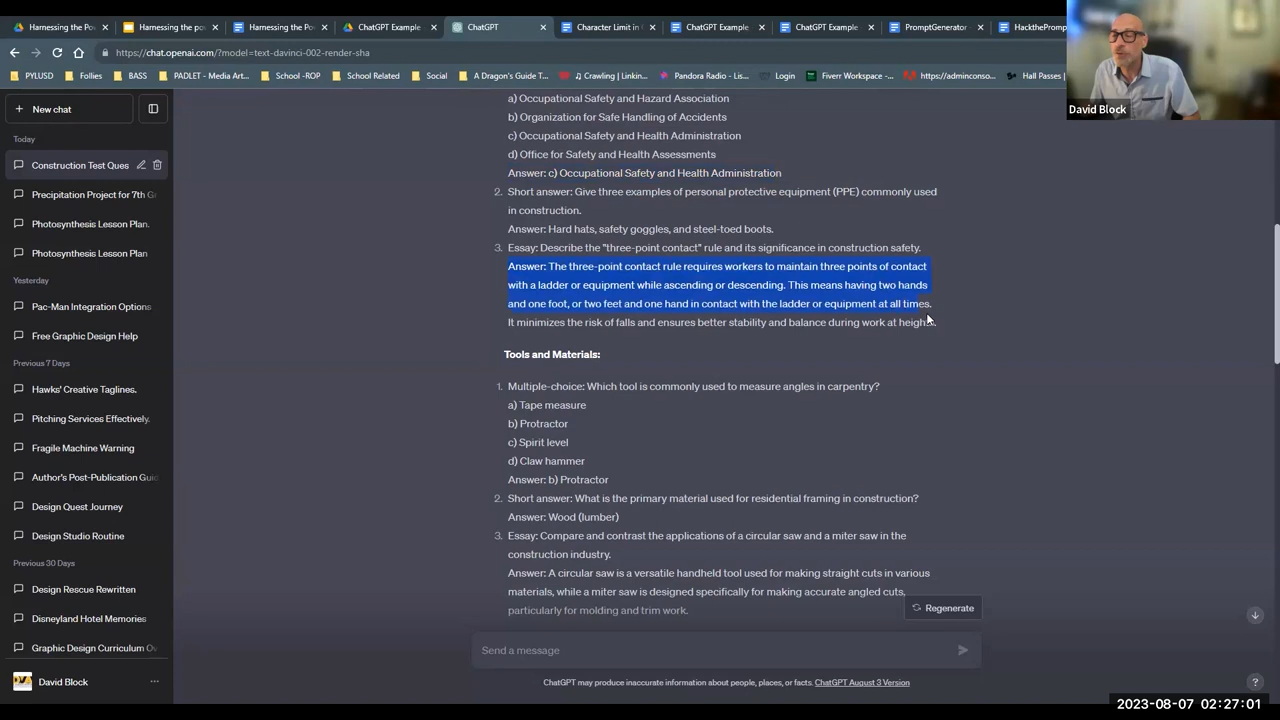 Harnessing the Pow
Harnessing the Po
Harnessing the Po
ChatGPT Example
ChatGPT
Character Limit in
ChatGPT Example
ChatGPT Example
PromptGenerator
HacktheProm
https://chat.openai.com/?model=text-davinci-002-render-sha
PYLUSD
Follies
BASS
PADLET - Media Art...
School -ROP
School Related
Social
A Dragon's Guide T...
Crawling | Linkin...
Pandora Radio - Lis...
Login
Fiverr Workspace -...
https://adminconso...
Hall Passes |
David Block
New chat
Today
Construction Test Ques
Precipitation Project for 7th Gr
Photosynthesis Lesson Plan.
Photosynthesis Lesson Plan
Yesterday
Pac-Man Integration Options
Free Graphic Design Help
Previous 7 Days
Hawks' Creative Taglines.
Pitching Services Effectively.
Fragile Machine Warning
Author's Post-Publication Guid
Design Quest Journey
Design Studio Routine
Previous 30 Days
Design Rescue Rewritten
Disneyland Hotel Memories
Graphic Design Curriculum Ov
David Block
a) Occupational Safety and Hazard Association
b) Organization for Safe Handling of Accidents
c) Occupational Safety and Health Administration
d) Office for Safety and Health Assessments
Answer: c) Occupational Safety and Health Administration
2. Short answer: Give three examples of personal protective equipment (PPE) commonly used
in construction.
Answer: Hard hats, safety goggles, and steel-toed boots.
3. Essay: Describe the "three-point contact" rule and its significance in construction safety.
Answer: The three-point contact rule requires workers to maintain three points of contact
with a ladder or equipment while ascending or descending. This means having two hands
and one foot, or two feet and one hand in contact with the ladder or equipment at all times.
It minimizes the risk of falls and ensures better stability and balance during work at heights.
Tools and Materials:
1. Multiple-choice: Which tool is commonly used to measure angles in carpentry?
a) Tape measure
b) Protractor
c) Spirit level
d) Claw hammer
Answer: b) Protractor
2. Short answer: What is the primary material used for residential framing in construction?
Answer: Wood (lumber)
3. Essay: Compare and contrast the applications of a circular saw and a miter saw in the
construction industry.
Answer: A circular saw is a versatile handheld tool used for making straight cuts in various
materials, while a miter saw is designed specifically for making accurate angled cuts,
particularly for molding and trim work.
Regenerate
Send a message
ChatGPT may produce inaccurate information about people, places, or facts. ChatGPT August 3 Version
?
2023-08-07 02:27:01